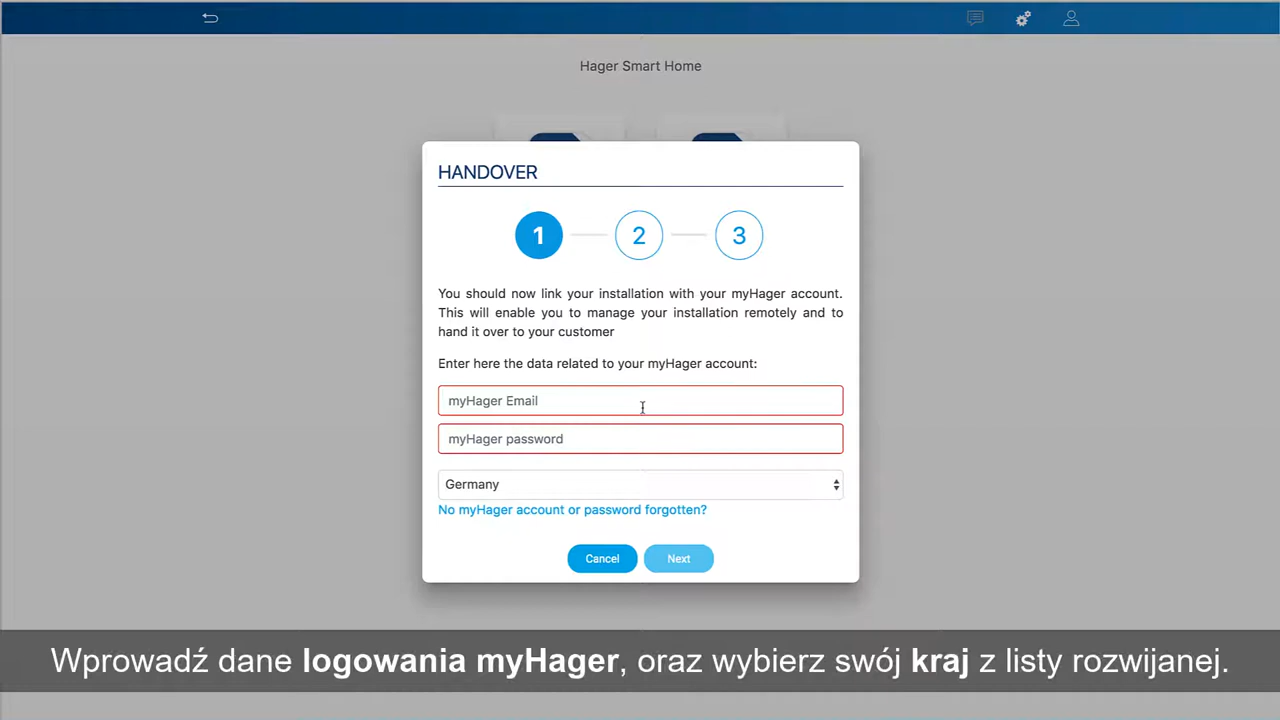 Hager Smart Home
HANDOVER
1
2
3
You should now link your installation with your myHager account.
This will enable you to manage your installation remotely and to
hand it over to your customer
Enter here the data related to your myHager account:
myHager Email
myHager password
Germany
No myHager account or password forgotten?
Cancel
Next
Wprowadź dane logowania myHager, oraz wybierz swój kraj z listy rozwijanej.